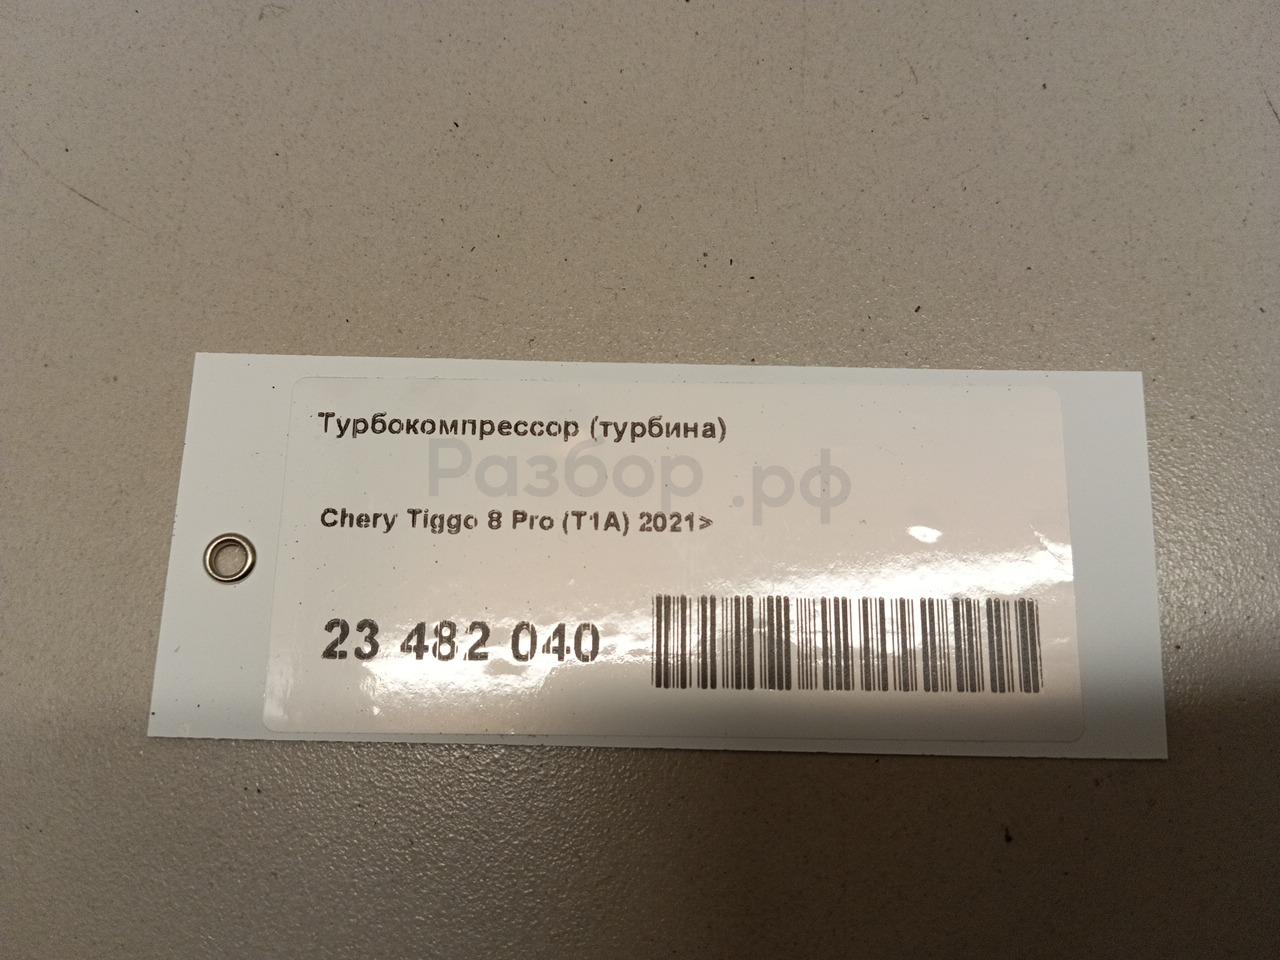 Турбокомпрессор (турбина)
Разбор.рф
Chery Tiggo 8 Pro (T1A) 2021>
23 482 040